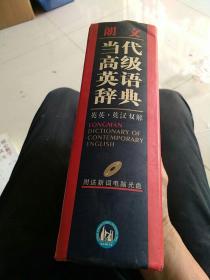 朗文
当代
高级
英语
辞典
英英·英汉双解
LONGMAN
DICTIONARY OF
CONTEMPORARY
ENGLISH
附送新词电脑光盘